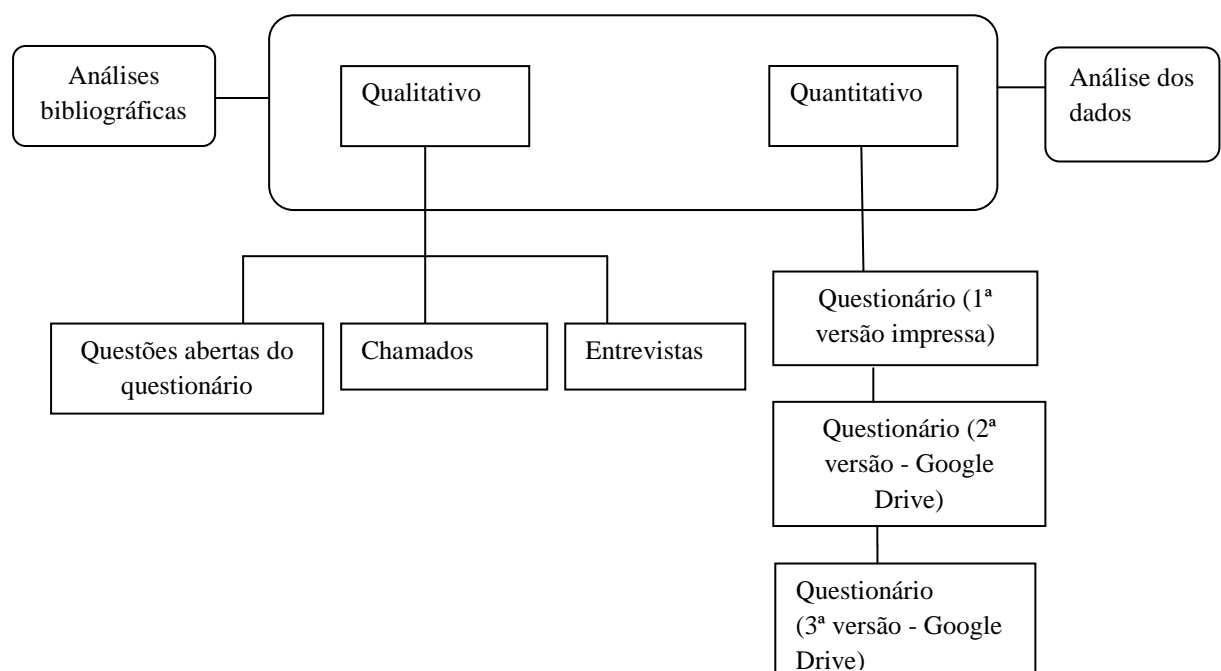 Análises
bibliográficas
Qualitativo
Quantitativo
Análise dos
dados
Questões abertas do
questionário
Chamados
Entrevistas
Questionário (1ª
versão impressa)
Questionário (2ª
versão - Google
Drive)
Questionário
(3ª versão - Google
Drive)